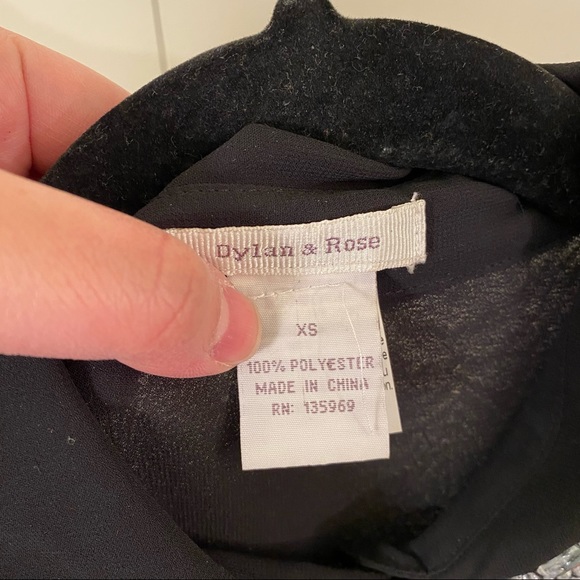 Dylan & Rose
XS
100% POLYESTER
MADE IN CHINA
RN: 135969